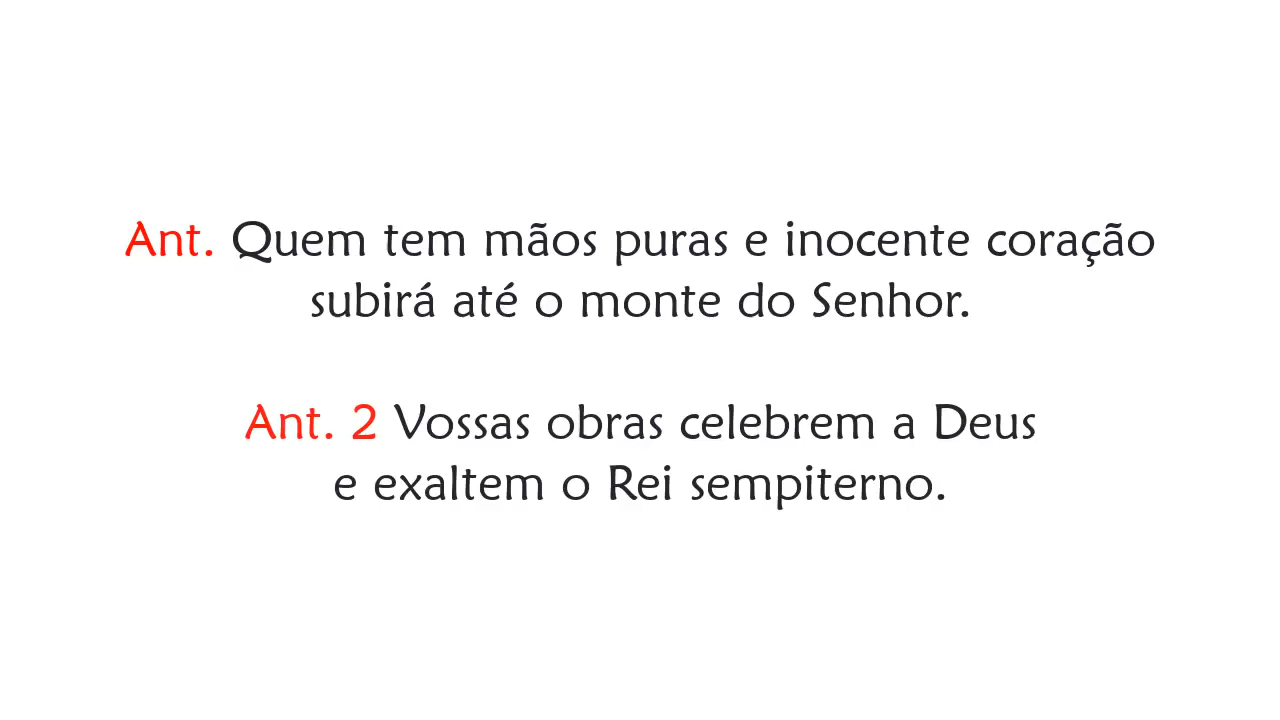 Ant. Quem tem mãos puras e inocente coração
subirá até o monte do Senhor.
Ant. 2 Vossas obras celebrem a Deus
e exaltem o Rei sempiterno.